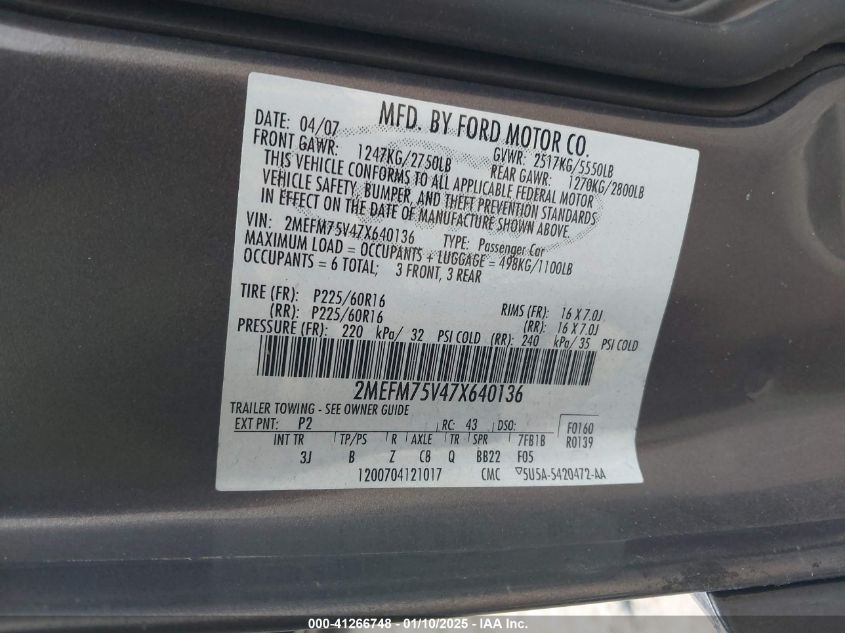 MFD. BY FORD MOTOR CO.
DATE: 04/07 GVWR: 2517KG/5550LB
FRONT GAWR: 1247KG/2750LB REAR GAWR: 1270KG/2800LB
THIS VEHICLE CONFORMS TO ALL APPLICABLE FEDERAL MOTOR
VEHICLE SAFETY, BUMPER, AND THEFT PREVENTION STANDARDS
IN EFFECT ON THE DATE OF MANUFACTURE SHOWN ABOVE.
VIN: 2MEFM75V47X640136 TYPE: Passenger Car
MAXIMUM LOAD = OCCUPANTS + LUGGAGE = 498KG/1100LB
OCCUPANTS = 6 TOTAL; 3 FRONT, 3 REAR
TIRE (FR): P225/60R16 RIMS (FR): 16 X 7.0J
(RR): P225/60R16 (RR): 16 X 7.0J
PRESSURE (FR): 220 kPa/ 32 PSI COLD (RR): 240 kPa/ 35 PSI COLD
2MEFM75V47X640136
TRAILER TOWING - SEE OWNER GUIDE
EXT PNT: P2 RC: 43 DSO: F0160
INT TR TP/PS R AXLE TR SPR 7FB1B R0139
3J B Z C8 Q BB22 F05
1200704121017 CMC 5U5A-5420472-AA
000-41266748 - 01/10/2025 - IAAI.COM